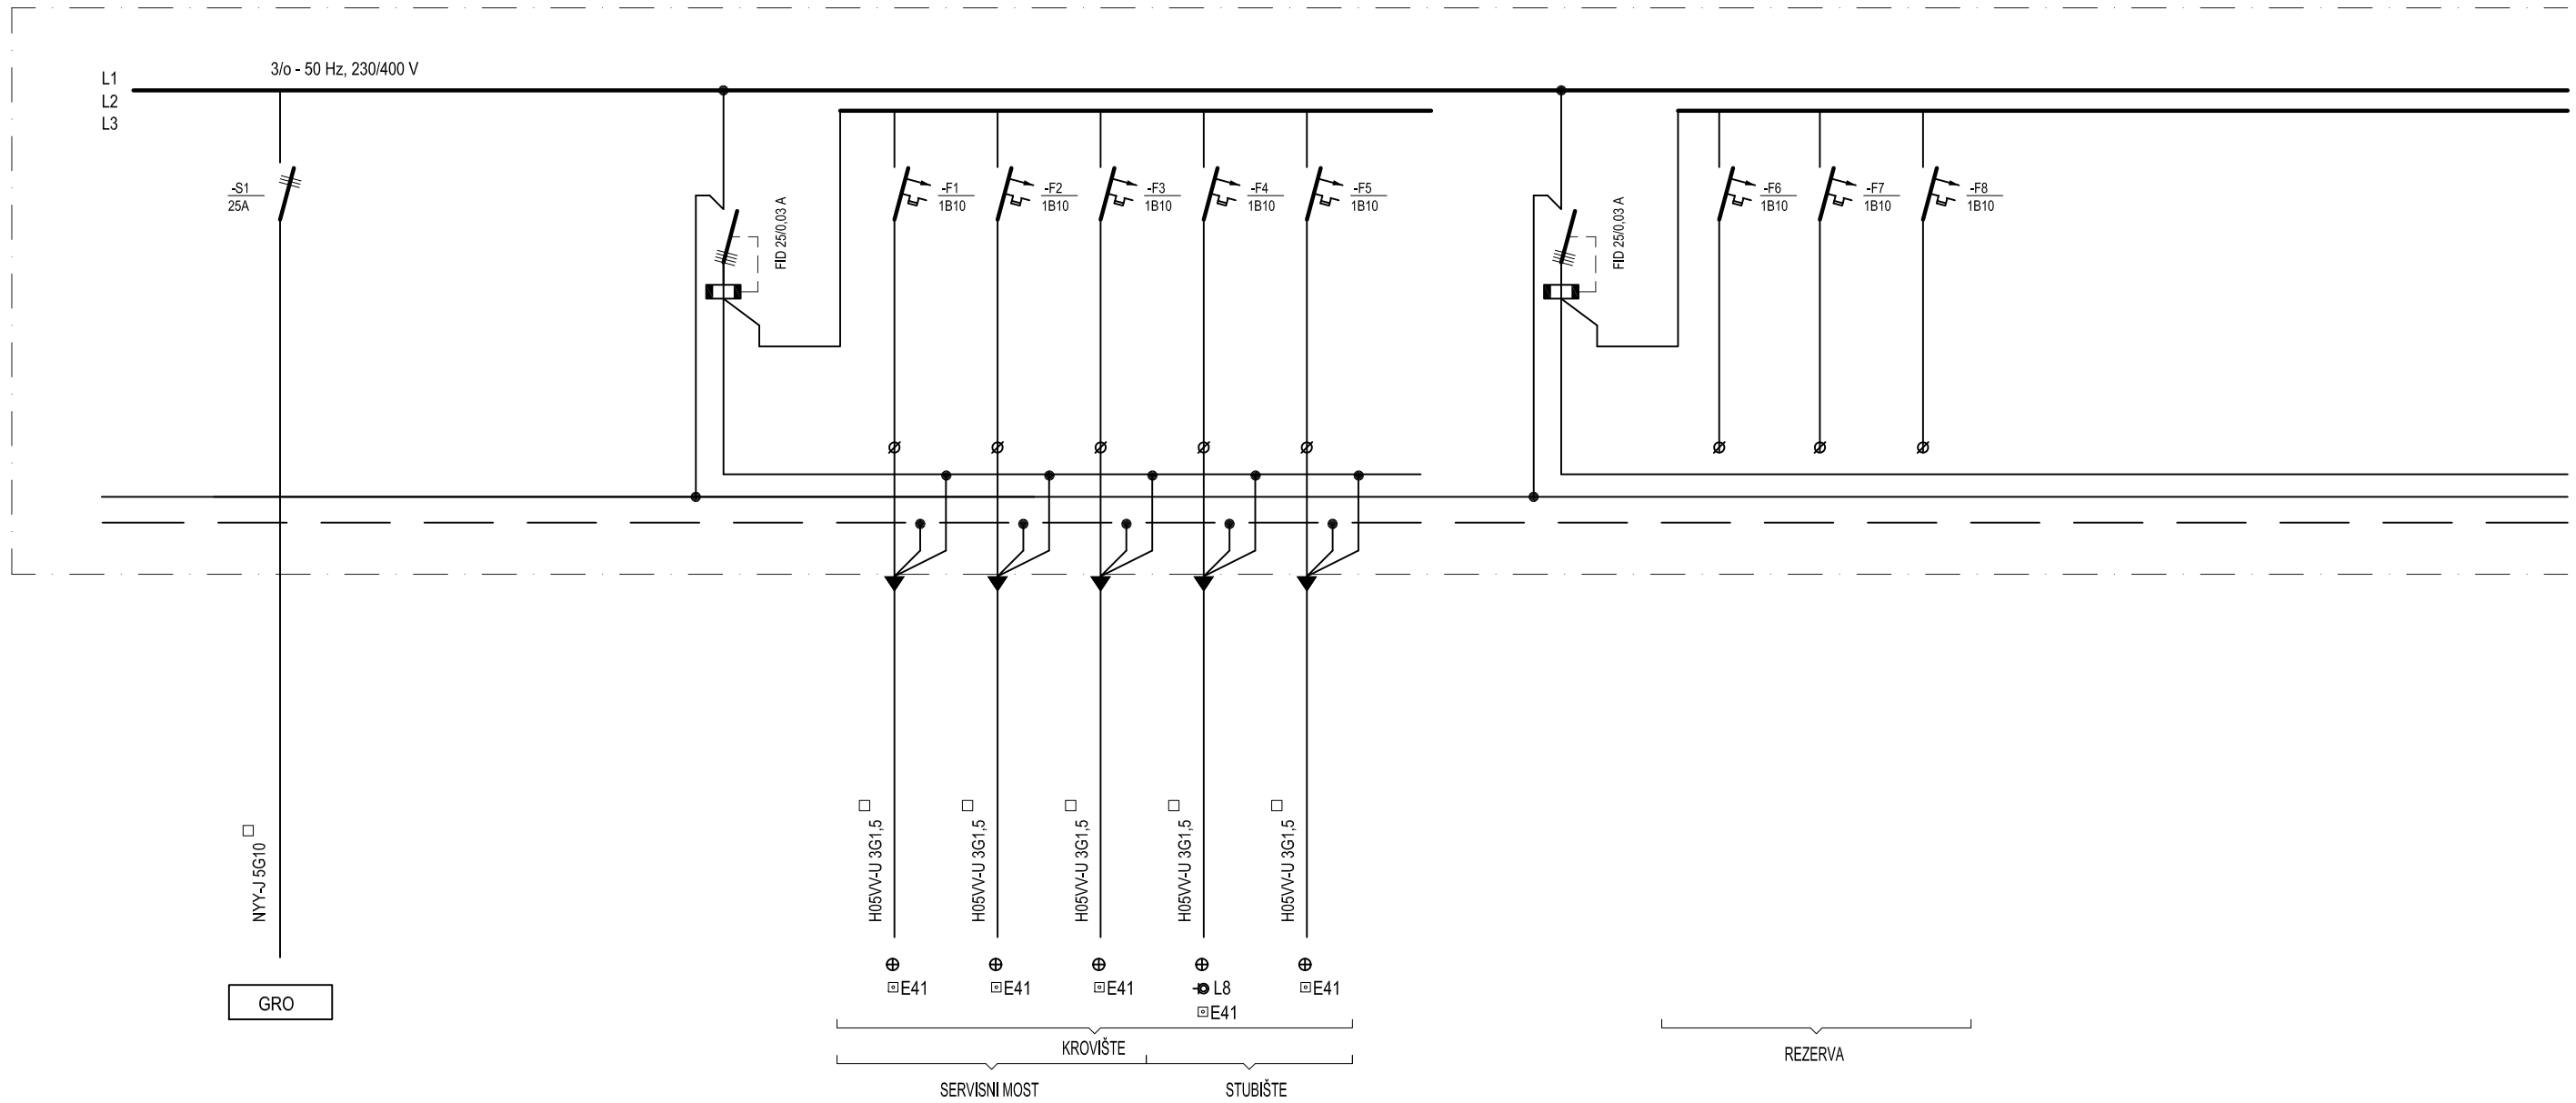 3/o - 50 Hz, 230/400 V
L1
L2
L3
-S1
25A
FID 25/0,03 A
-F1
1B10
-F2
1B10
-F3
1B10
-F4
1B10
-F5
1B10
FID 25/0,03 A
-F6
1B10
-F7
1B10
-F8
1B10
NYY-J 5G10
H05VV-U 3G1,5
H05VV-U 3G1,5
H05VV-U 3G1,5
H05VV-U 3G1,5
H05VV-U 3G1,5
GRO
E41
E41
E41
L8
E41
E41
KROVIŠTE
SERVISNI MOST
STUBIŠTE
REZERVA